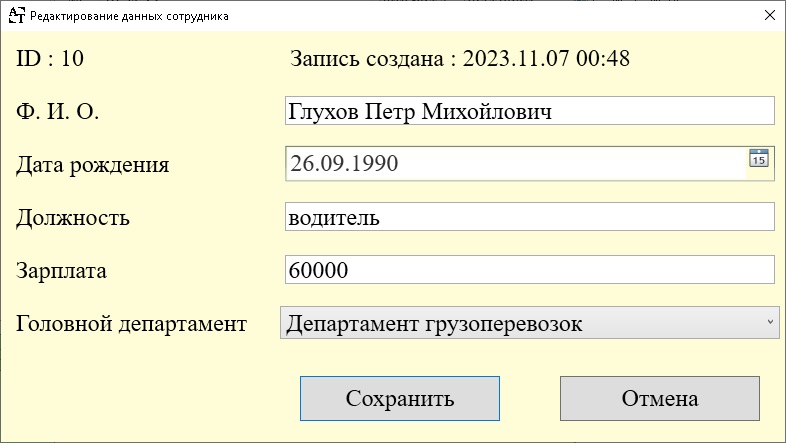 Редактирование данных сотрудника
ID : 10 Запись создана : 2023.11.07 00:48
Ф. И. О. Глухов Петр Михойлович
Дата рождения 26.09.1990 15
Должность водитель
Зарплата 60000
Головной департамент Департамент грузоперевозок
Сохранить Отмена